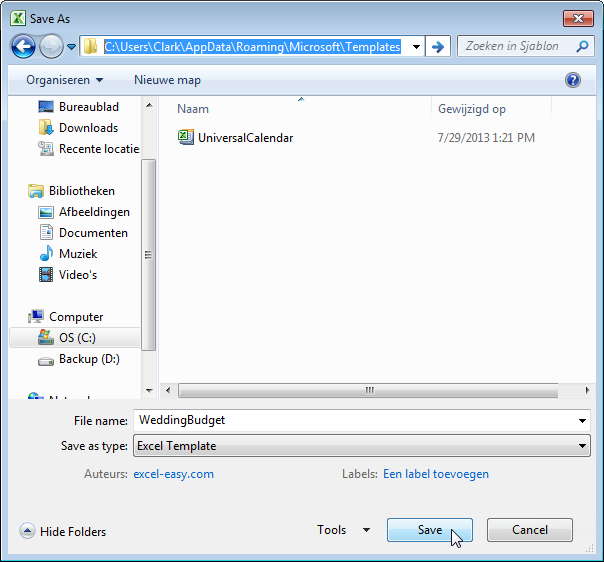 Save As
C:\Users\Clark\AppData\Roaming\Microsoft\Templates
Zoeken in Sjablon
Organiseren
Nieuwe map
Naam
Gewijzigd op
Bureaublad
Downloads
Recente locatie
Bibliotheken
Afbeeldingen
Documenten
Muziek
Video's
Computer
OS (C:)
Backup (D:)
UniversalCalendar 7/29/2013 1:21 PM
File name: WeddingBudget
Save as type: Excel Template
Auteurs: excel-easy.com Labels: Een label toevoegen
Hide Folders Tools Save Cancel